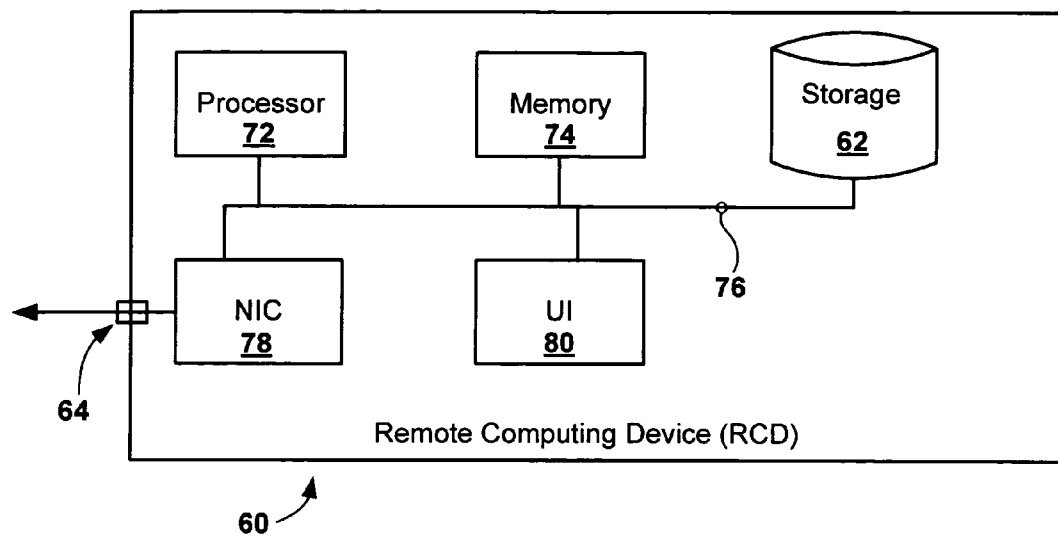 Processor
72
Memory
74
Storage
62
76
NIC
78
UI
80
64
Remote Computing Device (RCD)
60